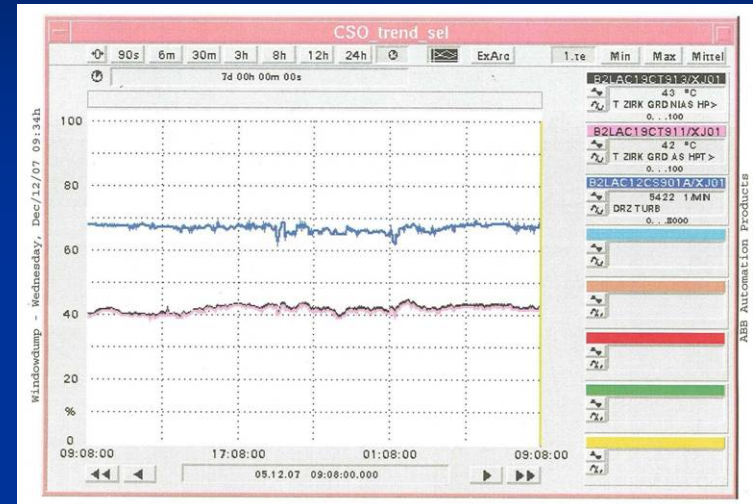 CSO_trend_sel
90s 6m 30m 3h 8h 12h 24h ExArc 1.te Min Max Mittel
7d 00h 00m 00s
B2LAC19CT913/XJ01
43 °C
T ZIRK GRD NIAS HP>
0. . .100
B2LAC19CT911/XJ01
42 °C
T ZIRK GRD AS HPT>
0. . .100
B2LAC12CS901A/XJ01
5422 1/MIN
DRZ TURB
0. . .8000
100
80
60
40
20
%
0
09:08:00 17:08:00 01:08:00 09:08:00
05.12.07 09:08:00.000
Windowdump - Wednesday, Dec/12/07 09:34h
ABB Automation Products